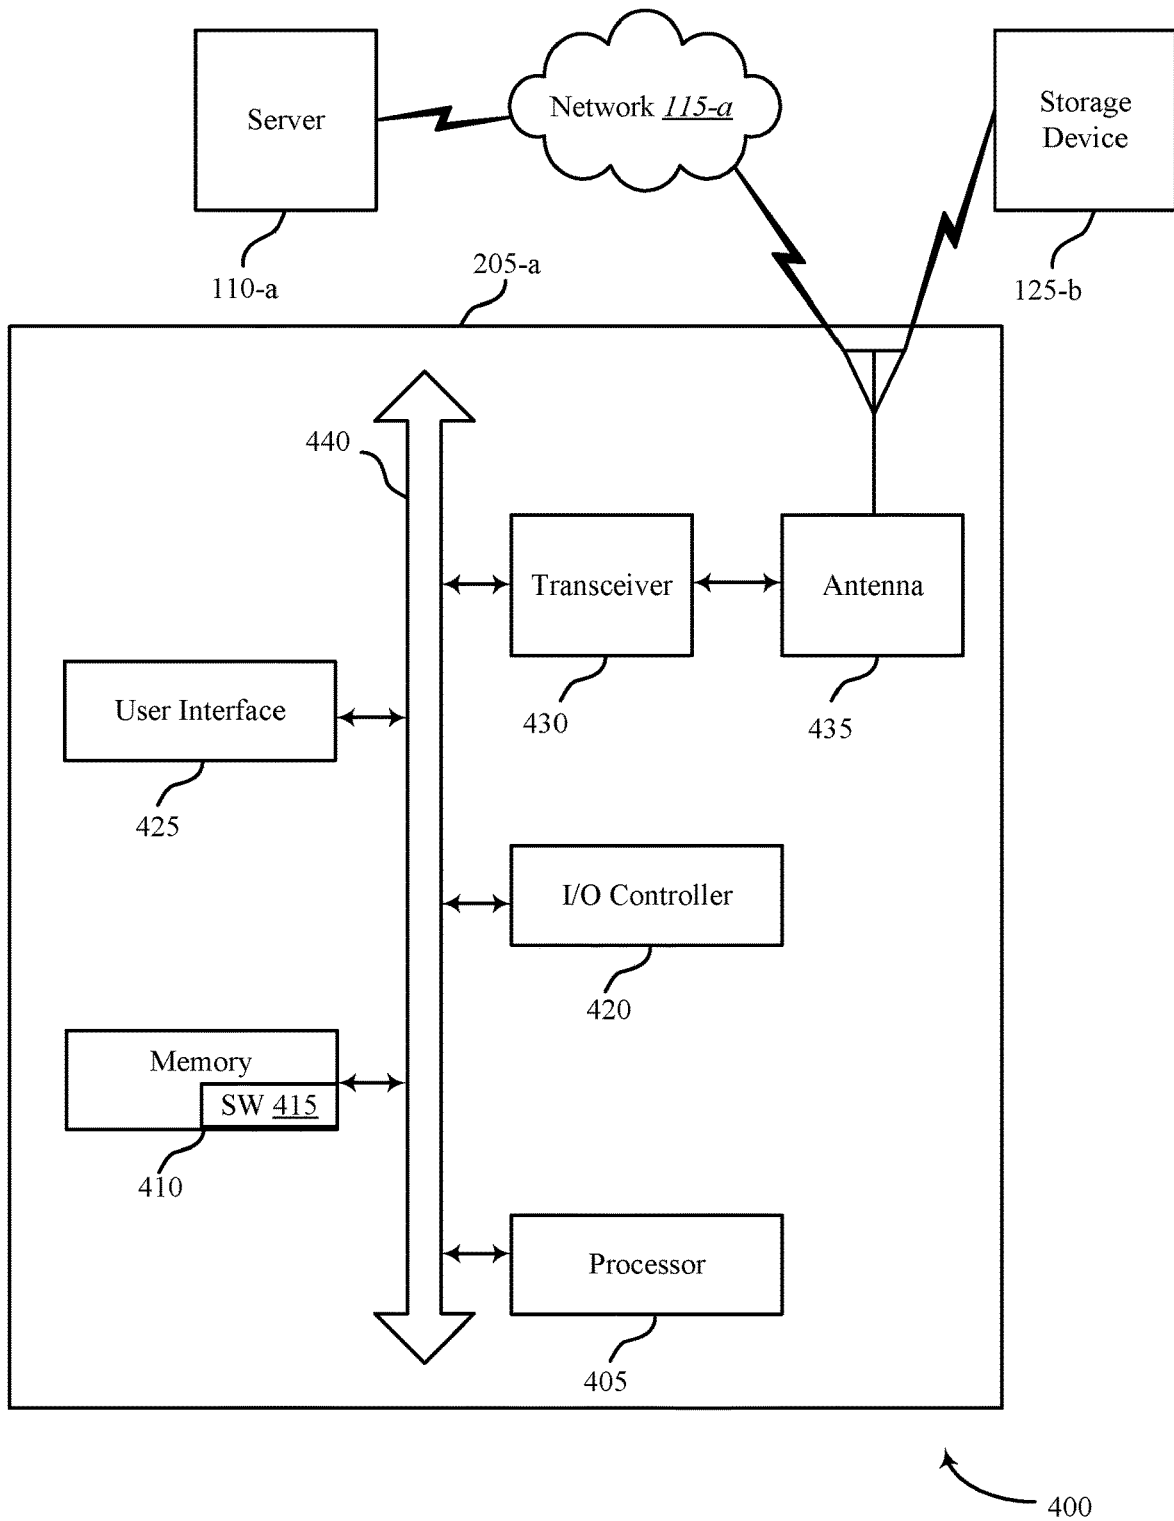 Server
Network 115-a
Storage
Device
110-a
205-a
125-b
440
Transceiver
Antenna
430
435
User Interface
425
I/O Controller
420
Memory
SW 415
410
Processor
405
400